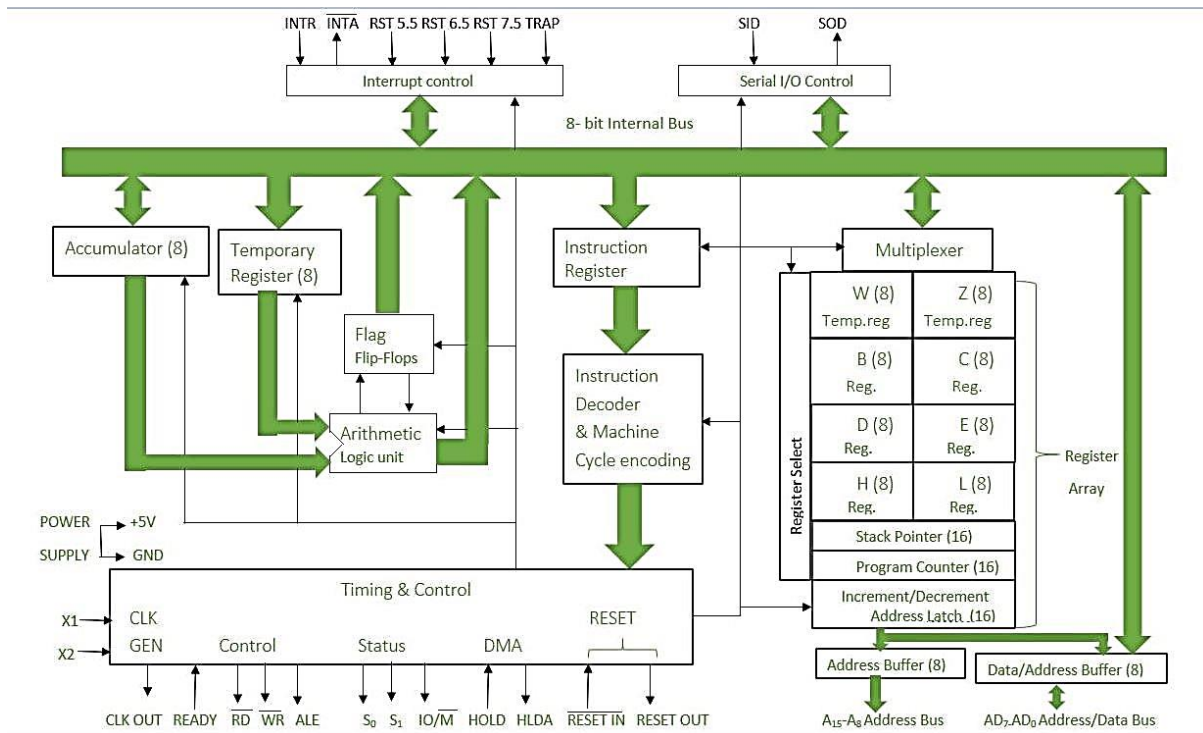 INTR INTA RST 5.5 RST 6.5 RST 7.5 TRAP
SID SOD
Interrupt control
Serial I/O Control
8- bit Internal Bus
Accumulator (8)
Temporary
Register (8)
Instruction
Register
Multiplexer
Flag
Flip-Flops
Arithmetic
Logic unit
Instruction
Decoder
& Machine
Cycle encoding
Register Select
W (8)
Temp.reg
Z (8)
Temp.reg
B (8)
Reg.
C (8)
Reg.
D (8)
Reg.
E (8)
Reg.
H (8)
Reg.
L (8)
Reg.
Stack Pointer (16)
Program Counter (16)
Increment/Decrement
Address Latch (16)
Register
Array
POWER +5V
SUPPLY GND
Timing & Control
X1
X2
CLK
GEN
Control
Status
DMA
RESET
CLK OUT READY RD WR ALE S₀ S₁ IO/M HOLD HLDA RESET IN RESET OUT
Address Buffer (8)
Data/Address Buffer (8)
A₁₅-A₈ Address Bus
AD₇-AD₀ Address/Data Bus